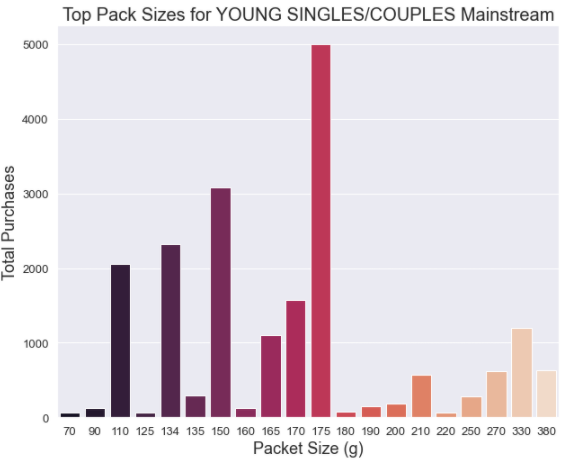 Top Pack Sizes for YOUNG SINGLES/COUPLES Mainstream
5000
4000
3000
2000
1000
0
Total Purchases
70 90 110 125 134 135 150 160 165 170 175 180 190 200 210 220 250 270 330 380
Packet Size (g)